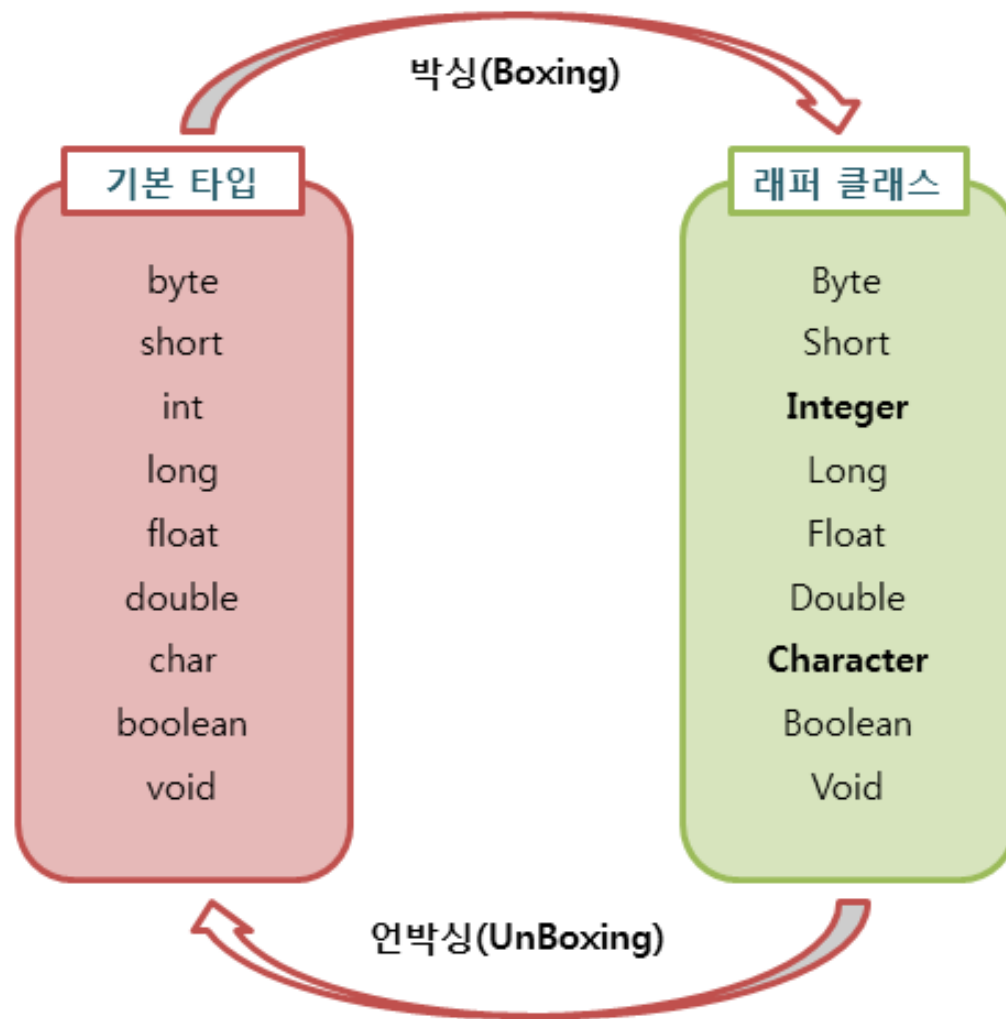 박싱(Boxing)
기본 타입
byte
short
int
long
float
double
char
boolean
void
래퍼 클래스
Byte
Short
Integer
Long
Float
Double
Character
Boolean
Void
언박싱(UnBoxing)